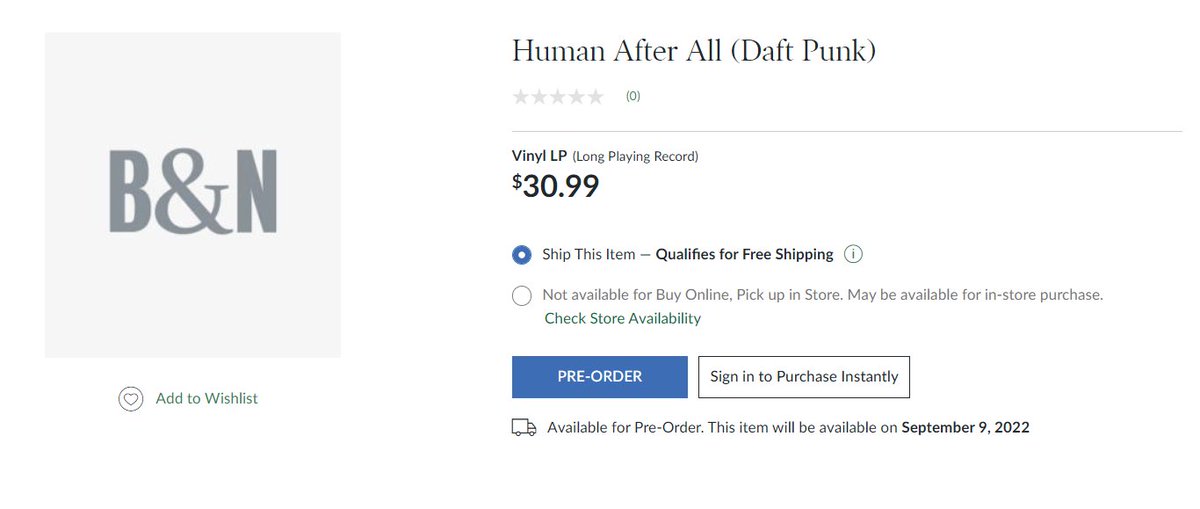 B&N
Add to Wishlist
Human After All (Daft Punk)
(0)
Vinyl LP (Long Playing Record)
$30.99
Ship This Item — Qualifies for Free Shipping i
Not available for Buy Online, Pick up in Store. May be available for in-store purchase.
Check Store Availability
PRE-ORDER Sign in to Purchase Instantly
Available for Pre-Order. This item will be available on September 9, 2022